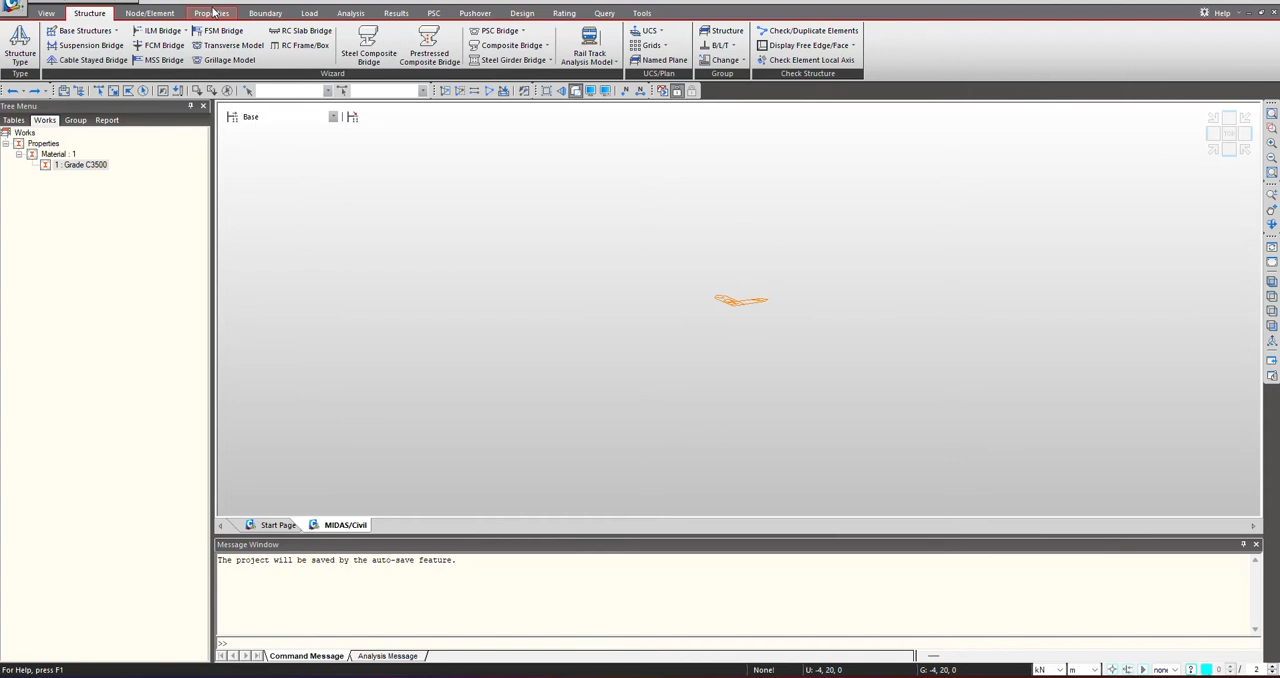 View Structure Node/Element Properties Boundary Load Analysis Results PSC Pushover Design Rating Query Tools Help
Structure Type
Type
Base Structures
Suspension Bridge
Cable Stayed Bridge
ILM Bridge
FCM Bridge
MSS Bridge
FSM Bridge
Transverse Model
Grillage Model
RC Slab Bridge
RC Frame/Box
Steel Composite Bridge
Prestressed Composite Bridge
Wizard
PSC Bridge
Composite Bridge
Steel Girder Bridge
Rail Track Analysis Model
UCS
Grids
Named Plane
UCS/Plan
Structure
B/L/T
Change
Group
Check/Duplicate Elements
Display Free Edge/Face
Check Element Local Axis
Check Structure
Tree Menu
Tables Works Group Report
Works
Properties
Material : 1
1 : Grade C3500
Base
TOP
Start Page MIDAS/Civil
Message Window
The project will be saved by the auto-save feature.
>>
Command Message Analysis Message
For Help, press F1
None! U: -4, 20, 0 G: -4, 20, 0 kN m none 0 / 2